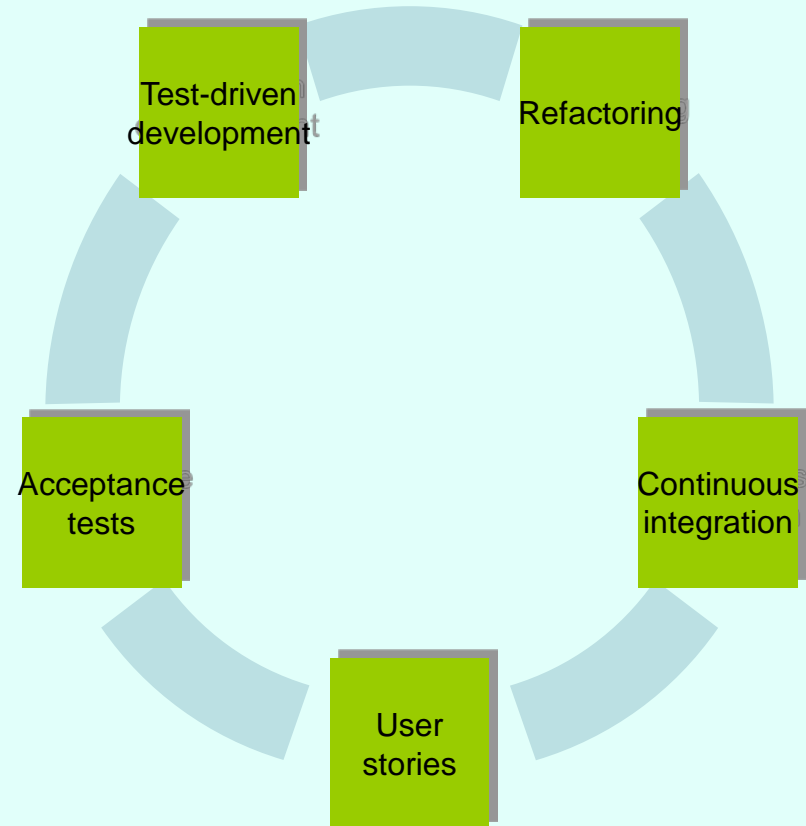 Test-driven
development
Refactoring
Acceptance
tests
Continuous
integration
User
stories